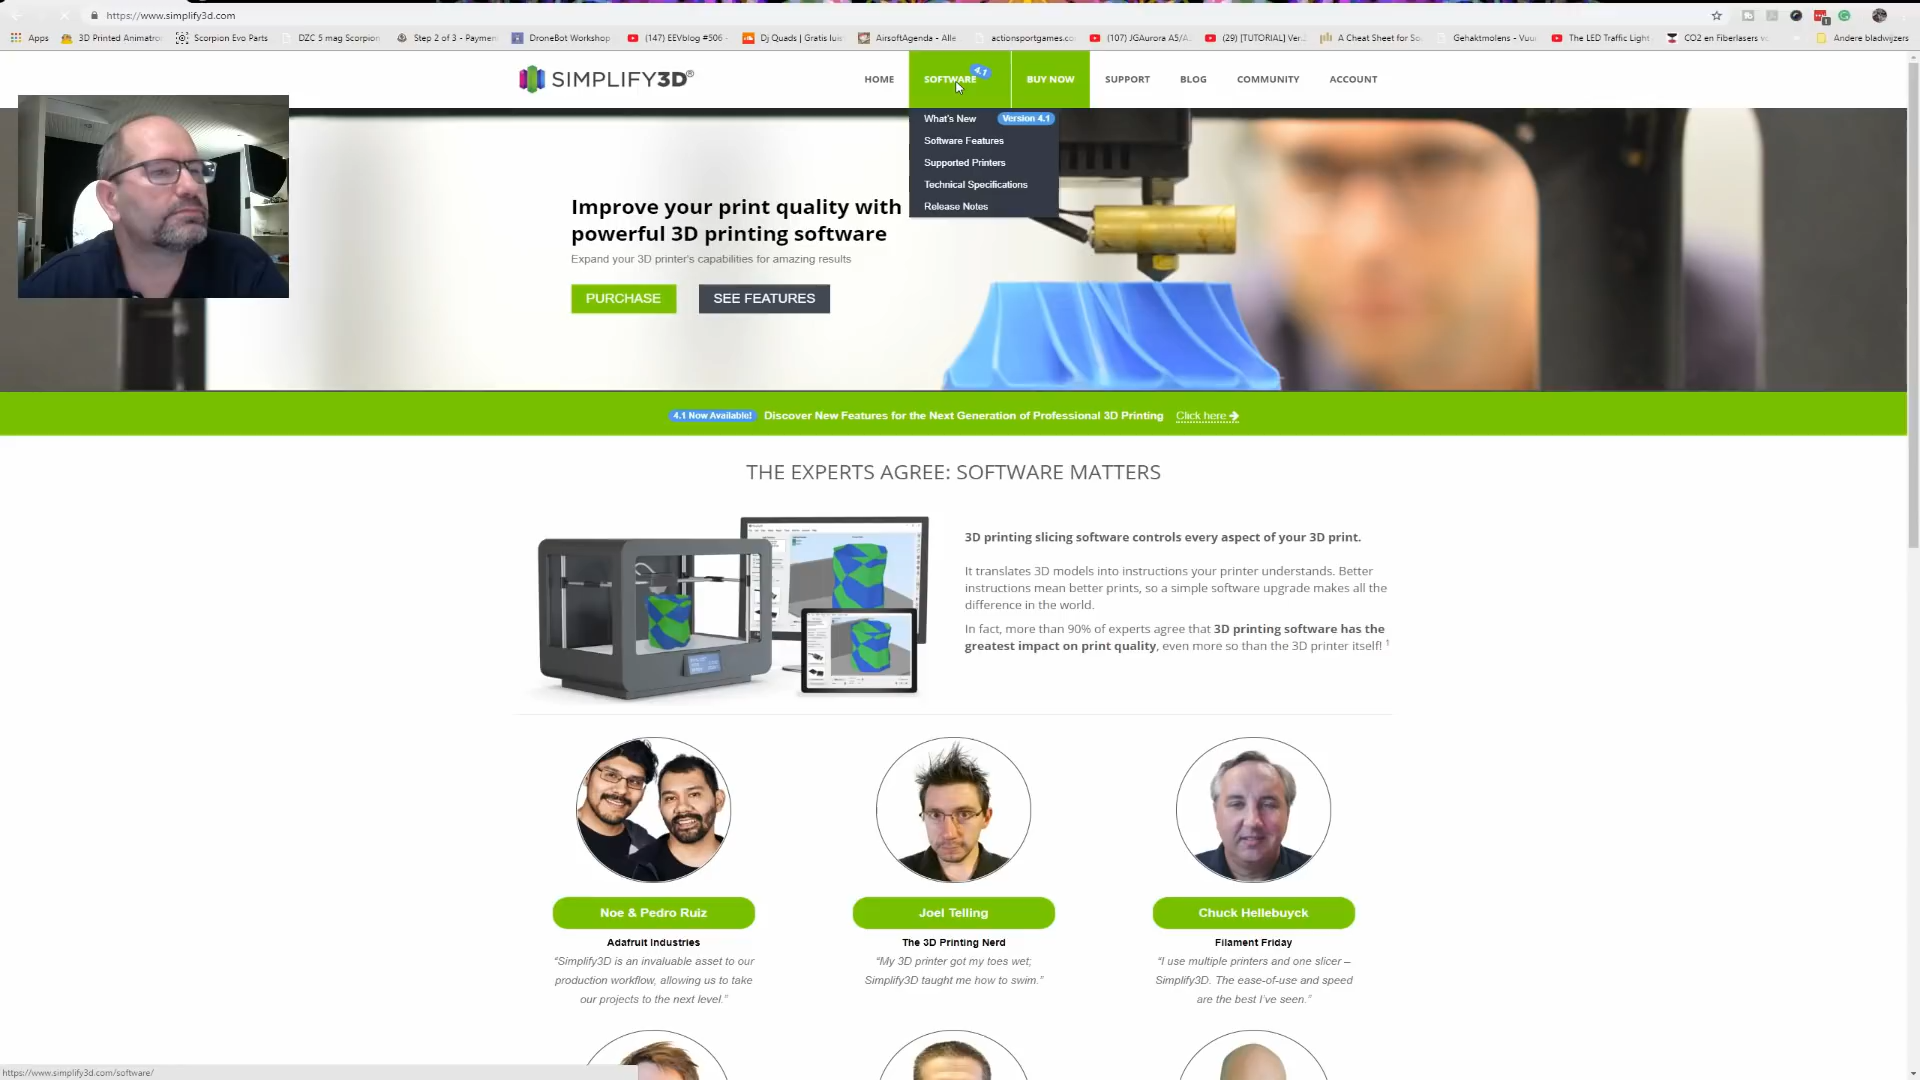 https://www.simplify3d.com
Apps
3D Printed Animatro
Scorpion Evo Parts
DZC 5 mag Scorpion
Step 2 of 3 - Paymen
DroneBot Workshop
(147) EEVblog #506 -
Dj Quads | Gratis luis
AirsoftAgenda - Alle
actionsportgames.co
(107) JGAurora A5/A
(29) [TUTORIAL] Ver
A Cheat Sheet for So
Gehaktmolens - Vuu
The LED Traffic Light
CO2 en Fiberlasers vo
Andere bladwijzers
SIMPLIFY3D®
HOME
SOFTWARE 4.1
BUY NOW
SUPPORT
BLOG
COMMUNITY
ACCOUNT
What's New Version 4.1
Software Features
Supported Printers
Technical Specifications
Release Notes
Improve your print quality with
powerful 3D printing software
Expand your 3D printer's capabilities for amazing results
PURCHASE
SEE FEATURES
4.1 Now Available! Discover New Features for the Next Generation of Professional 3D Printing Click here
THE EXPERTS AGREE: SOFTWARE MATTERS
3D printing slicing software controls every aspect of your 3D print.
It translates 3D models into instructions your printer understands. Better
instructions mean better prints, so a simple software upgrade makes all the
difference in the world.
In fact, more than 90% of experts agree that 3D printing software has the
greatest impact on print quality, even more so than the 3D printer itself! 1
Noe & Pedro Ruiz
Adafruit Industries
“Simplify3D is an invaluable asset to our
production workflow, allowing us to take
our projects to the next level.”
Joel Telling
The 3D Printing Nerd
“My 3D printer got my toes wet;
Simplify3D taught me how to swim.”
Chuck Hellebuyck
Filament Friday
“I use multiple printers and one slicer –
Simplify3D. The ease-of-use and speed
are the best I've seen.”
https://www.simplify3d.com/software/